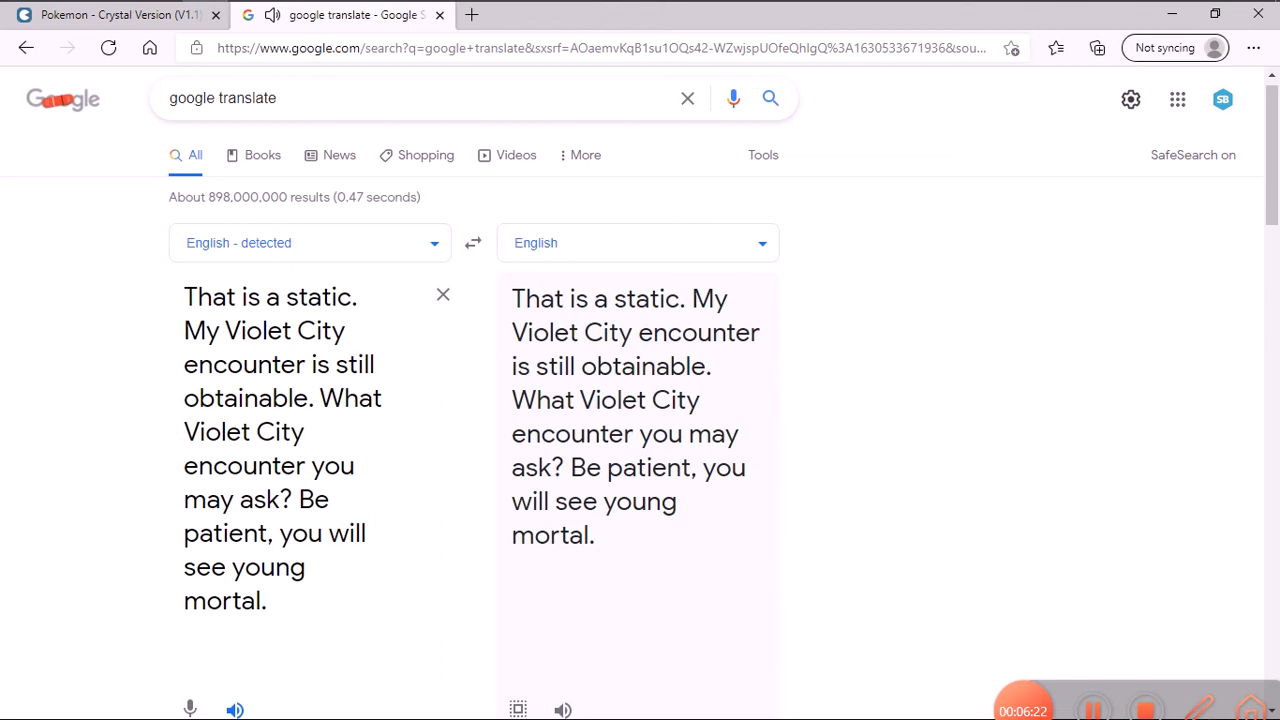 Pokemon - Crystal Version (V1.1)
google translate - Google S
https://www.google.com/search?q=google+translate&sxsrf=AOaemvKqB1su1OQs42-WZwjspUOfeQhIgQ%3A1630533671936&sou...
Not syncing
Google
google translate
SB
All
Books
News
Shopping
Videos
More
Tools
SafeSearch on
About 898,000,000 results (0.47 seconds)
English - detected
English
That is a static.
My Violet City
encounter is still
obtainable. What
Violet City
encounter you
may ask? Be
patient, you will
see young
mortal.
That is a static. My
Violet City encounter
is still obtainable.
What Violet City
encounter you may
ask? Be patient, you
will see young
mortal.
00:06:22